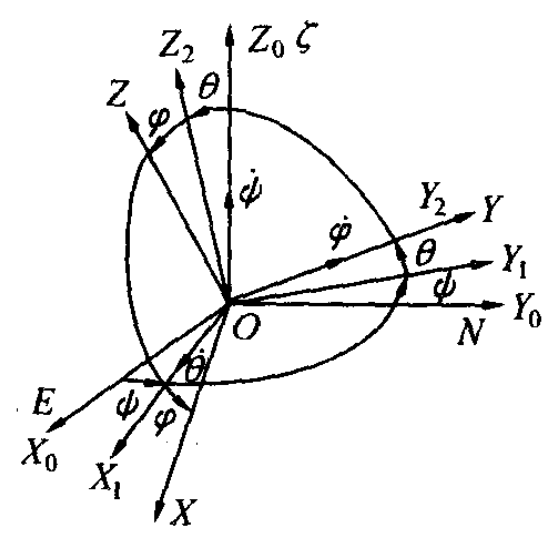 Z₂ Z₀ ζ
Z φ θ
ψ̇
Y₂ Y
φ̇ θ Y₁
ψ
O N Y₀
θ̇
E ψ φ
X₀ X₁
X